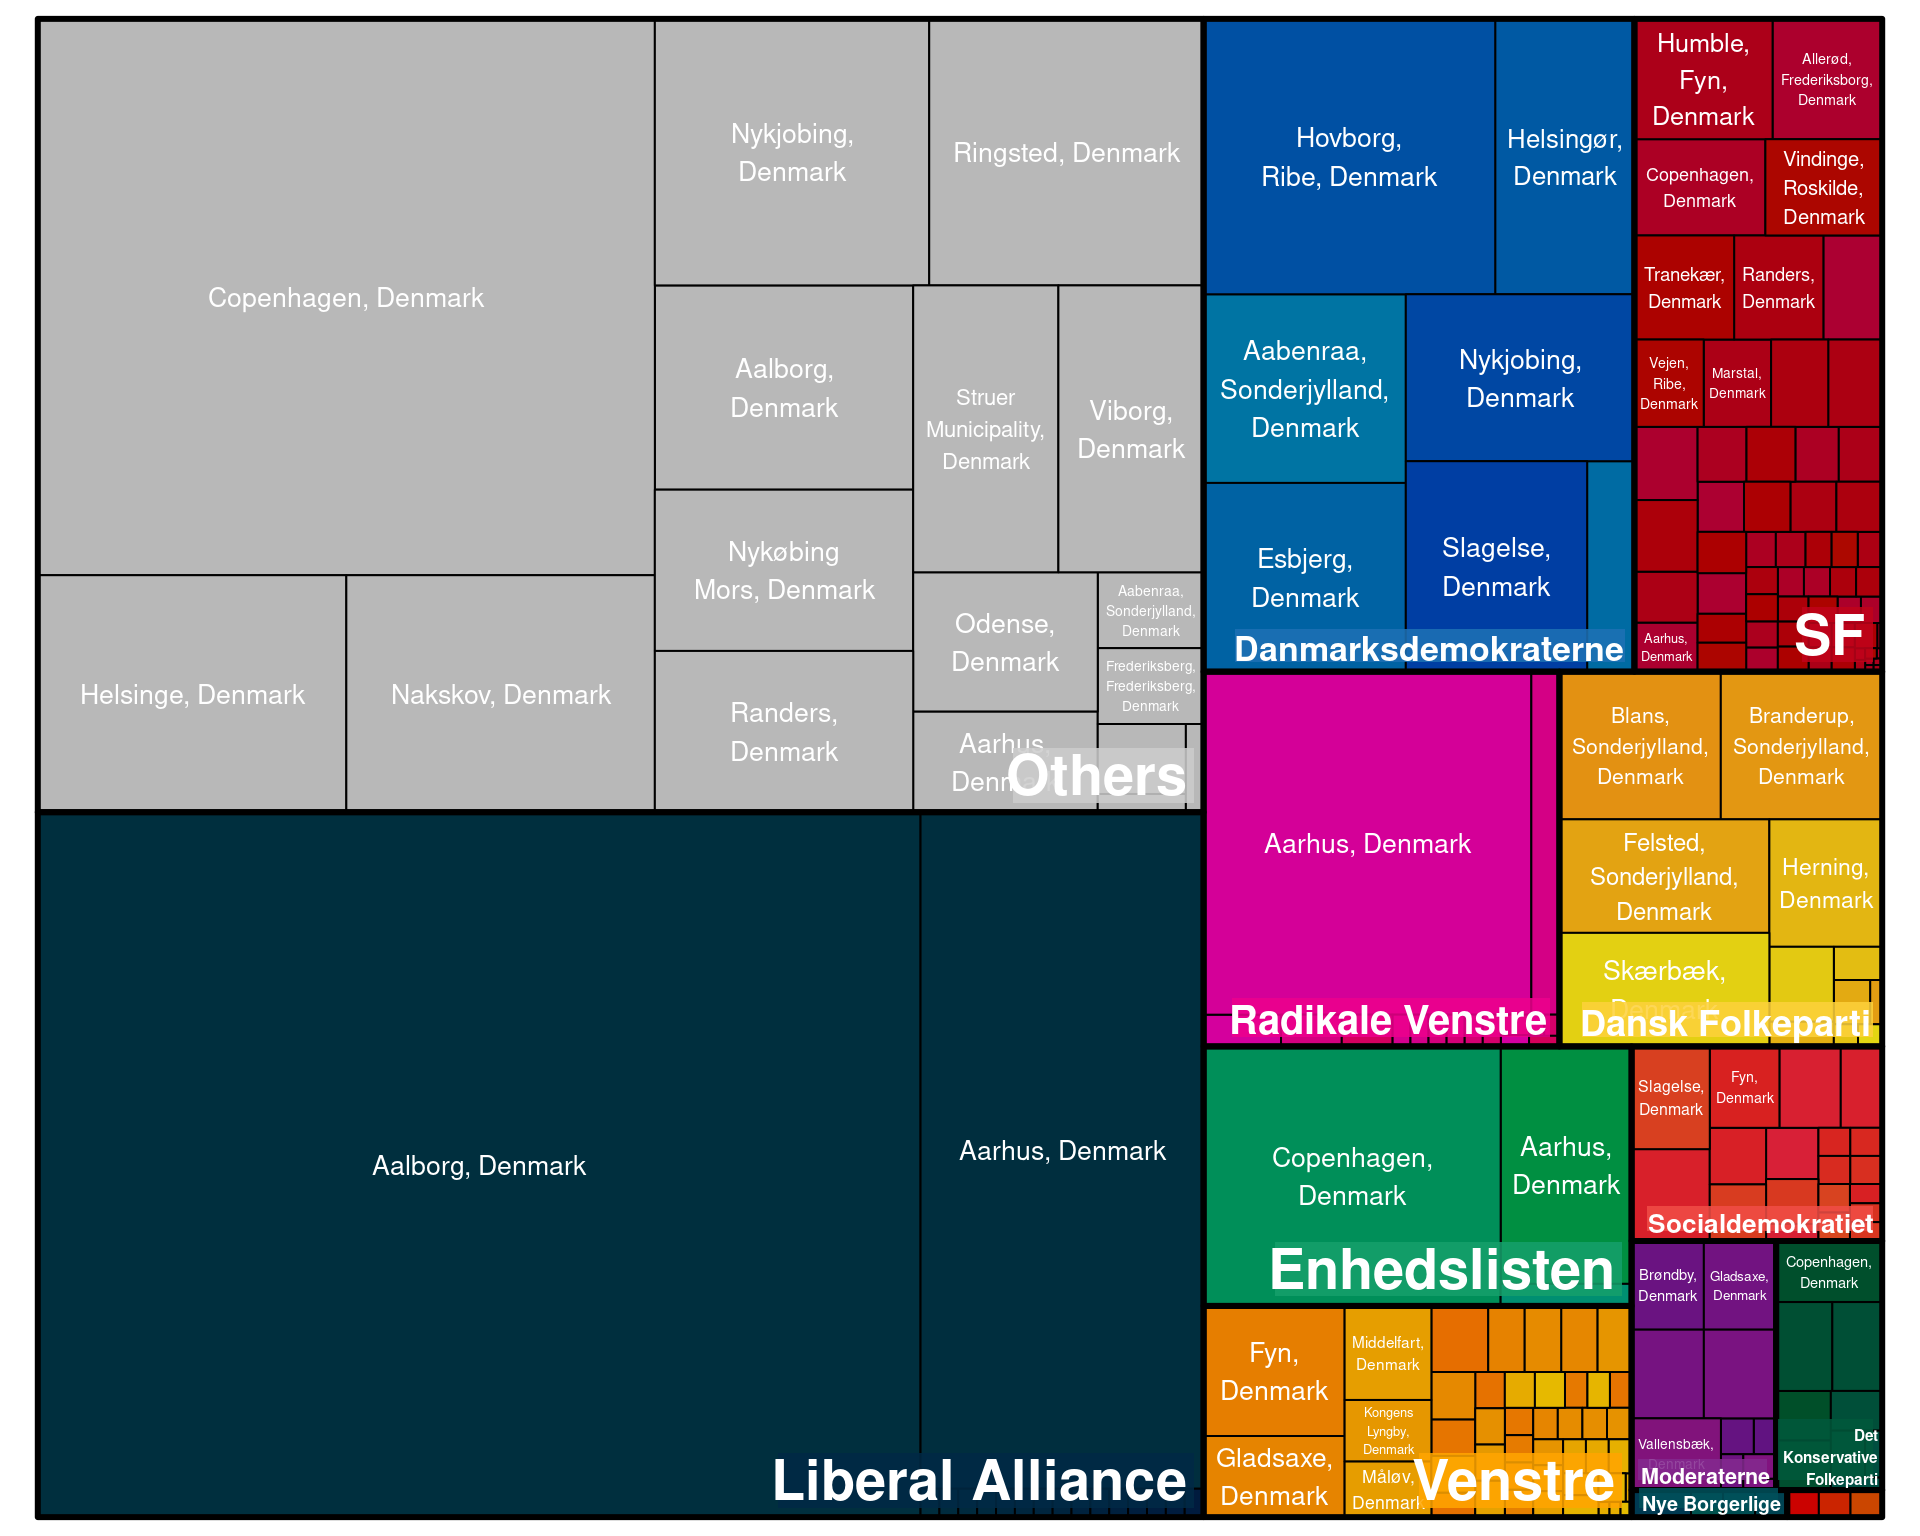 Copenhagen, Denmark
Nykjobing,
Denmark
Ringsted, Denmark
Aalborg,
Denmark
Struer
Municipality,
Denmark
Viborg,
Denmark
Nykøbing
Mors, Denmark
Odense,
Denmark
Aabenraa,
Sonderjylland,
Denmark
Frederiksberg,
Frederiksberg,
Denmark
Helsinge, Denmark
Nakskov, Denmark
Randers,
Denmark
Aarhus,
Denmark
Others
Aalborg, Denmark
Aarhus, Denmark
Liberal Alliance
Hovborg,
Ribe, Denmark
Helsingør,
Denmark
Aabenraa,
Sonderjylland,
Denmark
Nykjobing,
Denmark
Esbjerg,
Denmark
Slagelse,
Denmark
Danmarksdemokraterne
Humble,
Fyn,
Denmark
Allerød,
Frederiksborg,
Denmark
Copenhagen,
Denmark
Vindinge,
Roskilde,
Denmark
Tranekær,
Denmark
Randers,
Denmark
Vejen,
Ribe,
Denmark
Marstal,
Denmark
Aarhus,
Denmark
SF
Aarhus, Denmark
Radikale Venstre
Blans,
Sonderjylland,
Denmark
Branderup,
Sonderjylland,
Denmark
Felsted,
Sonderjylland,
Denmark
Herning,
Denmark
Skærbæk,
Denmark
Dansk Folkeparti
Copenhagen,
Denmark
Aarhus,
Denmark
Enhedslisten
Slagelse,
Denmark
Fyn,
Denmark
Socialdemokratiet
Fyn,
Denmark
Middelfart,
Denmark
Kongens
Lyngby,
Denmark
Gladsaxe,
Denmark
Måløv,
Denmark
Venstre
Brøndby,
Denmark
Gladsaxe,
Denmark
Vallensbæk,
Denmark
Moderaterne
Copenhagen,
Denmark
Det
Konservative
Folkeparti
Nye Borgerlige